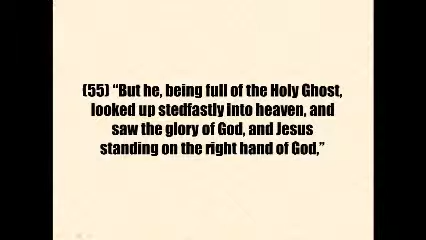 (55) “But he, being full of the Holy Ghost,
looked up stedfastly into heaven, and
saw the glory of God, and Jesus
standing on the right hand of God,”